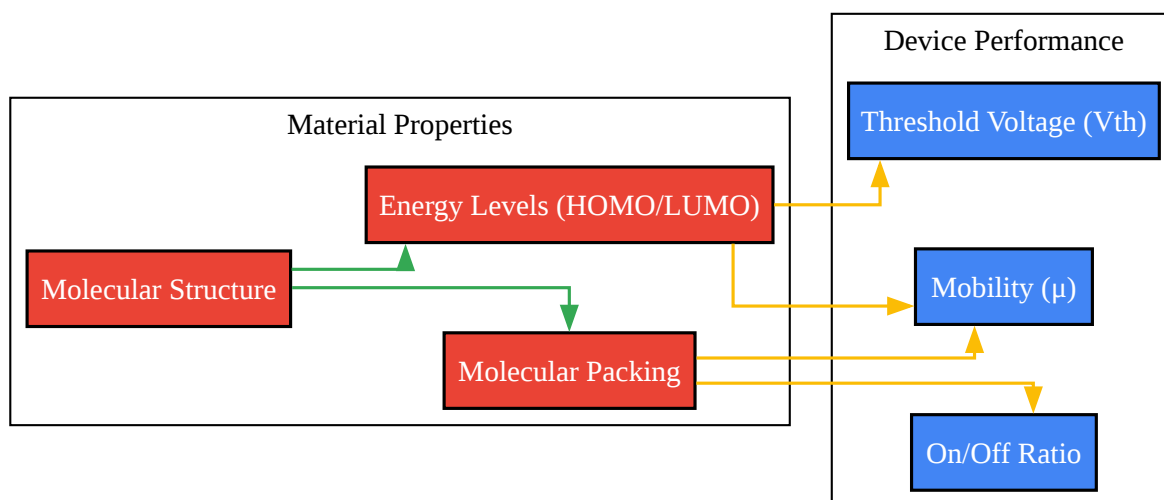 Device Performance
Threshold Voltage (Vth)
Material Properties
Energy Levels (HOMO/LUMO)
Molecular Structure
Mobility (μ)
Molecular Packing
On/Off Ratio